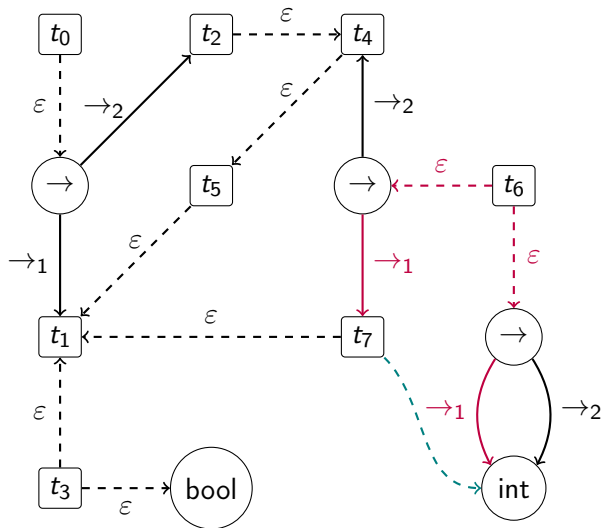 t₀ t₂ ε t₄
ε →₂ ε →₂
→ t₅ → ε t₆
→₁ ε →₁ ε
t₁ ε t₇ →
ε →₁ →₂
t₃ ε bool int